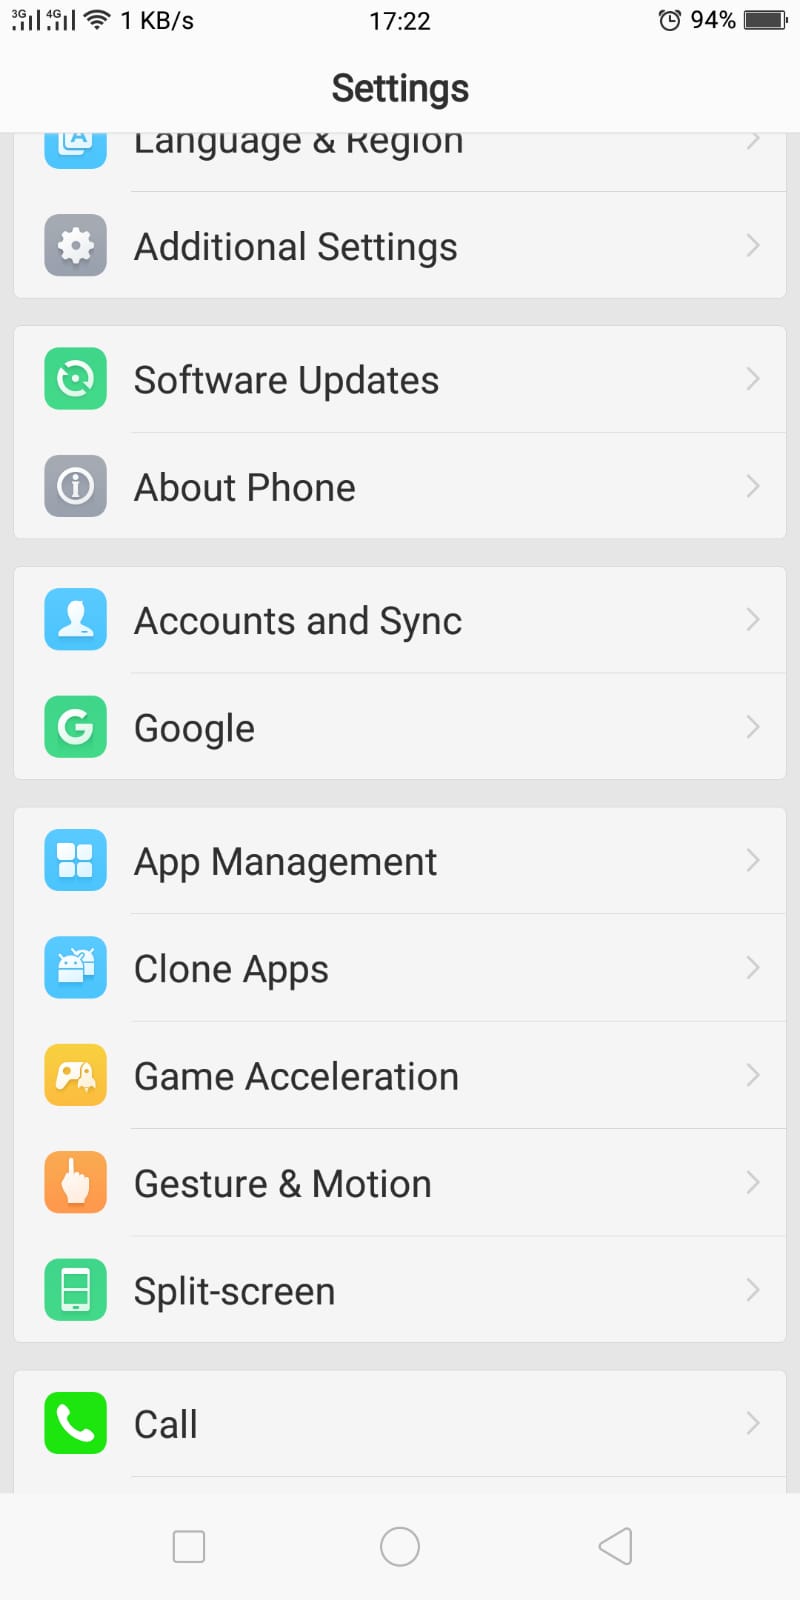 3G 4G 1 KB/s 17:22 94%
Settings
Language & Region
Additional Settings
Software Updates
About Phone
Accounts and Sync
Google
App Management
Clone Apps
Game Acceleration
Gesture & Motion
Split-screen
Call